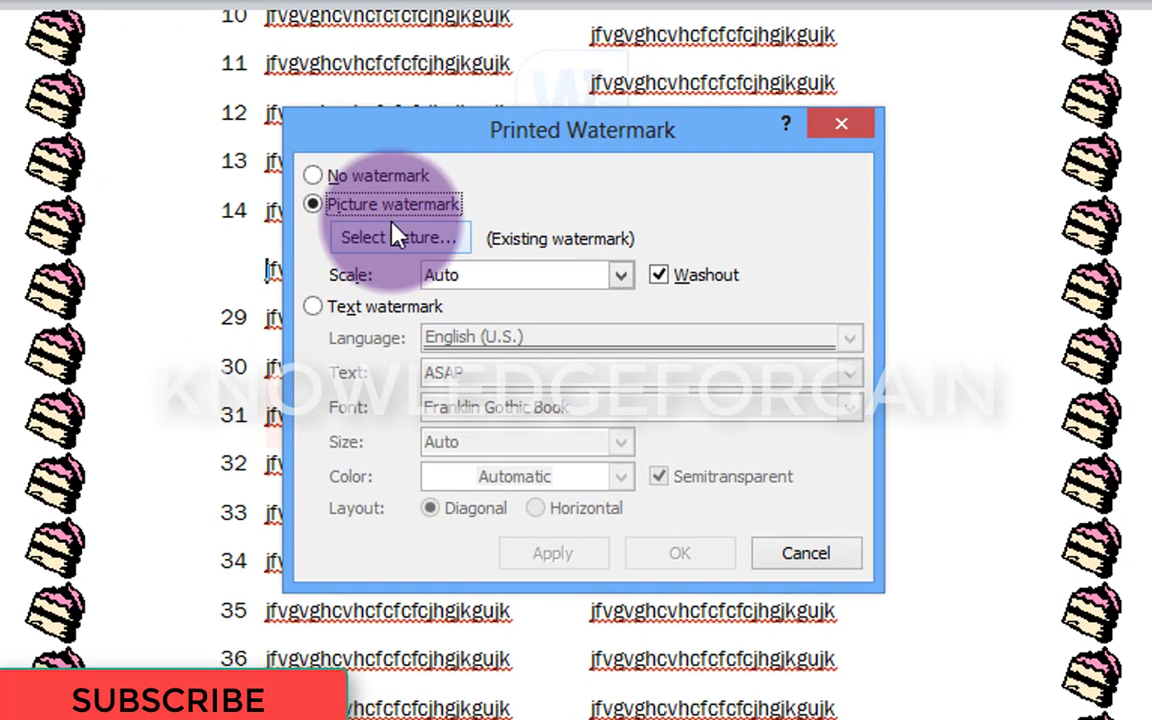 10 jfvgvghcvhcfcfcfcjhgjkgujk
jfvgvghcvhcfcfcfcjhgjkgujk
11 jfvgvghcvhcfcfcfcjhgjkgujk
jfvgvghcvhcfcfcfcjhgjkgujk
12
Printed Watermark ?
13
No watermark
Picture watermark
14
(Existing watermark)
Scale: Auto Washout
Text watermark
29
Language: English (U.S.)
30
Text: ASAP
KNOWLEDGEFORGAIN
31
Font: Franklin Gothic Book
Size: Auto
32
Color: Automatic Semitransparent
33
Layout: Diagonal Horizontal
34
Apply OK Cancel
35 jfvgvghcvhcfcfcfcjhgjkgujk jfvgvghcvhcfcfcfcjhgjkgujk
36 jfvgvghcvhcfcfcfcjhgjkgujk jfvgvghcvhcfcfcfcjhgjkgujk
SUBSCRIBE
jfvgvghcvhcfcfcfcjhgjkgujk